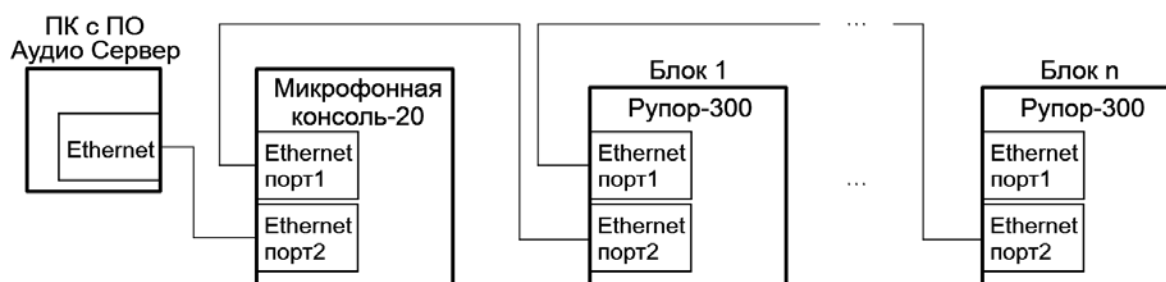 ПК с ПО
Аудио Сервер
Ethernet
Микрофонная
консоль-20
Ethernet
порт1
Ethernet
порт2
Блок 1
Рупор-300
Ethernet
порт1
Ethernet
порт2
...
...
Блок n
Рупор-300
Ethernet
порт1
Ethernet
порт2